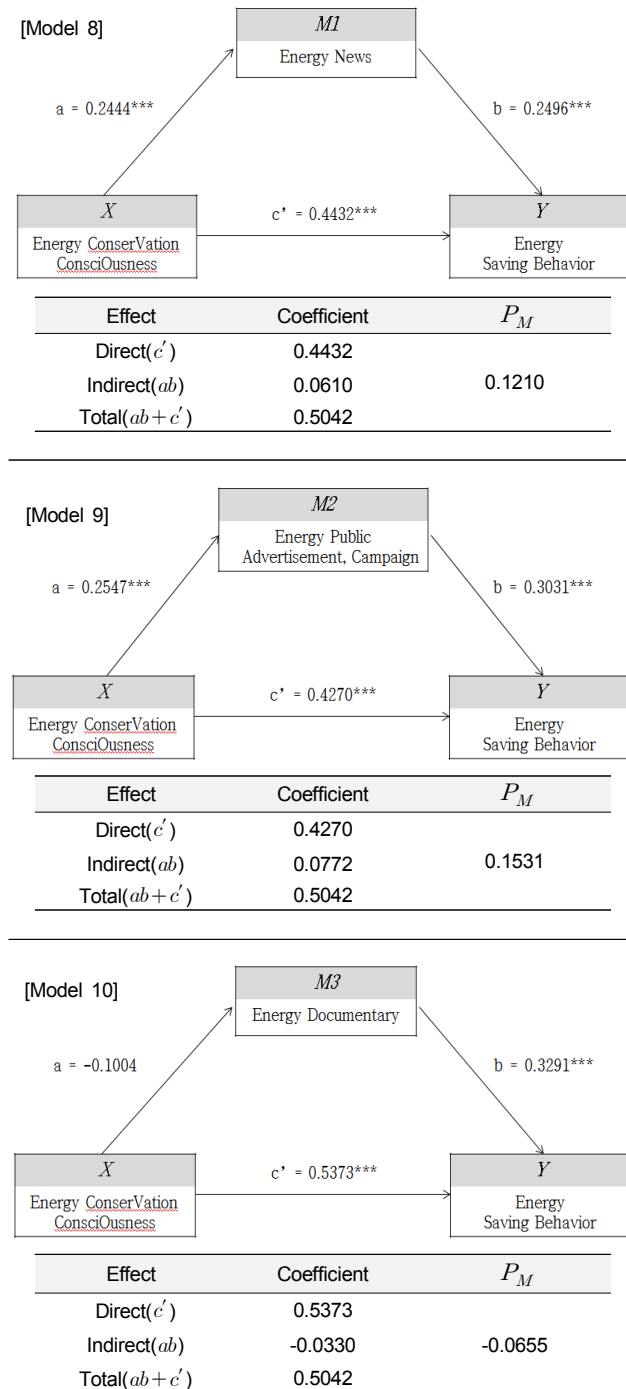 [Model 8]
M1
Energy News
a = 0.2444***
b = 0.2496***
X
Energy ConserVation
ConsciOusness
c’ = 0.4432***
Y
Energy
Saving Behavior
Effect Coefficient P_M
Direct(c′) 0.4432
Indirect(ab) 0.0610 0.1210
Total(ab+c′) 0.5042
[Model 9]
M2
Energy Public
Advertisement, Campaign
a = 0.2547***
b = 0.3031***
X
Energy ConserVation
ConsciOusness
c’ = 0.4270***
Y
Energy
Saving Behavior
Effect Coefficient P_M
Direct(c′) 0.4270
Indirect(ab) 0.0772 0.1531
Total(ab+c′) 0.5042
[Model 10]
M3
Energy Documentary
a = -0.1004
b = 0.3291***
X
Energy ConserVation
ConsciOusness
c’ = 0.5373***
Y
Energy
Saving Behavior
Effect Coefficient P_M
Direct(c′) 0.5373
Indirect(ab) -0.0330 -0.0655
Total(ab+c′) 0.5042